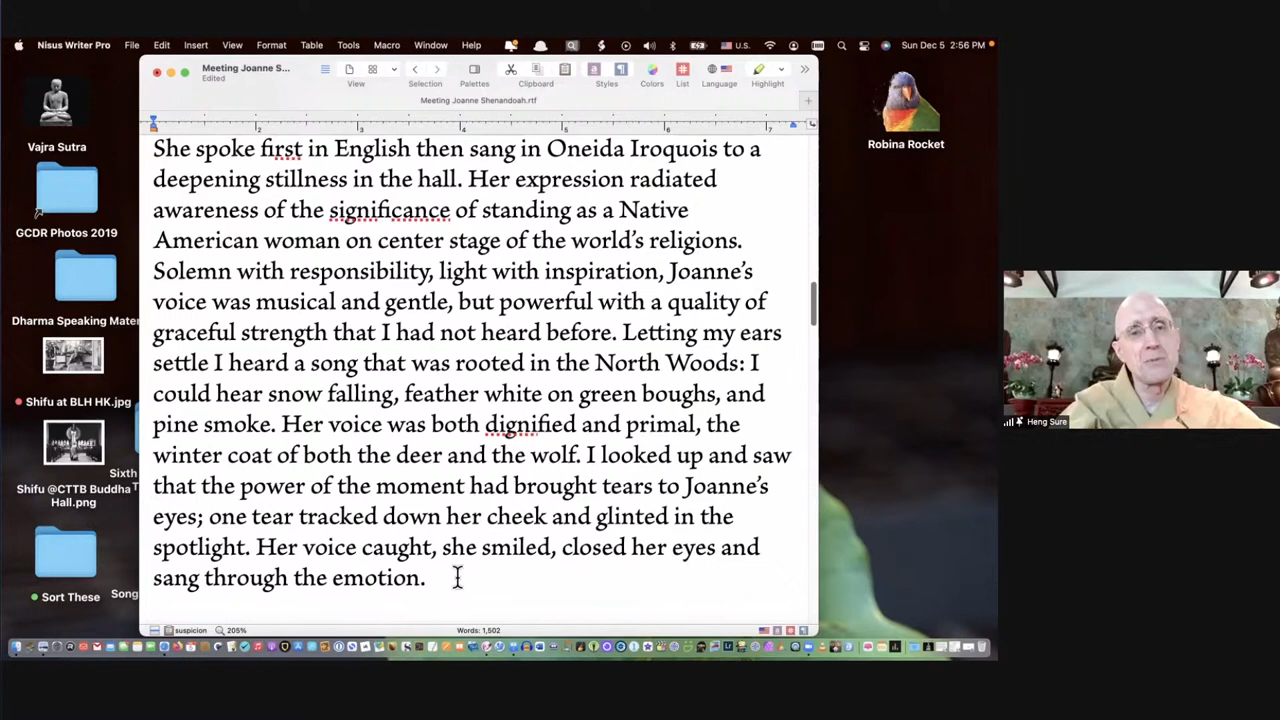 Nisus Writer Pro File Edit Insert View Format Table Tools Macro Window Help U.S. Sun Dec 5 2:56 PM
Meeting Joanne S...
Edited
View Selection Palettes Clipboard Styles Colors List Language Highlight
Meeting Joanne Shenandoah.rtf
2 3 4 5 6 7
She spoke first in English then sang in Oneida Iroquois to a
deepening stillness in the hall. Her expression radiated
awareness of the significance of standing as a Native
American woman on center stage of the world’s religions.
Solemn with responsibility, light with inspiration, Joanne’s
voice was musical and gentle, but powerful with a quality of
graceful strength that I had not heard before. Letting my ears
settle I heard a song that was rooted in the North Woods: I
could hear snow falling, feather white on green boughs, and
pine smoke. Her voice was both dignified and primal, the
winter coat of both the deer and the wolf. I looked up and saw
that the power of the moment had brought tears to Joanne’s
eyes; one tear tracked down her cheek and glinted in the
spotlight. Her voice caught, she smiled, closed her eyes and
sang through the emotion.
suspicion 205% Words: 1,502
Vajra Sutra
GCDR Photos 2019
Dharma Speaking Mater
Shifu at BLH HK.jpg
Sixth
Shifu @CTTB Buddha
Hall.png
Song
Sort These
Robina Rocket
Heng Sure